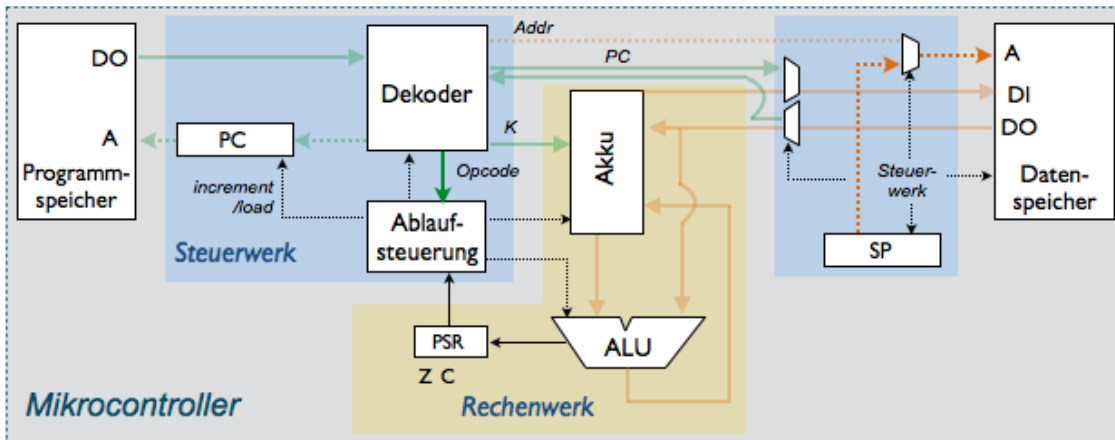 Addr
DO
Dekoder
PC
A
DI
DO
A
PC
K
Akku
Programm-
speicher
increment
/load
Opcode
Steuer-
werk
Daten-
speicher
Ablauf-
steuerung
Steuerwerk
SP
PSR
ALU
Z C
Mikrocontroller
Rechenwerk